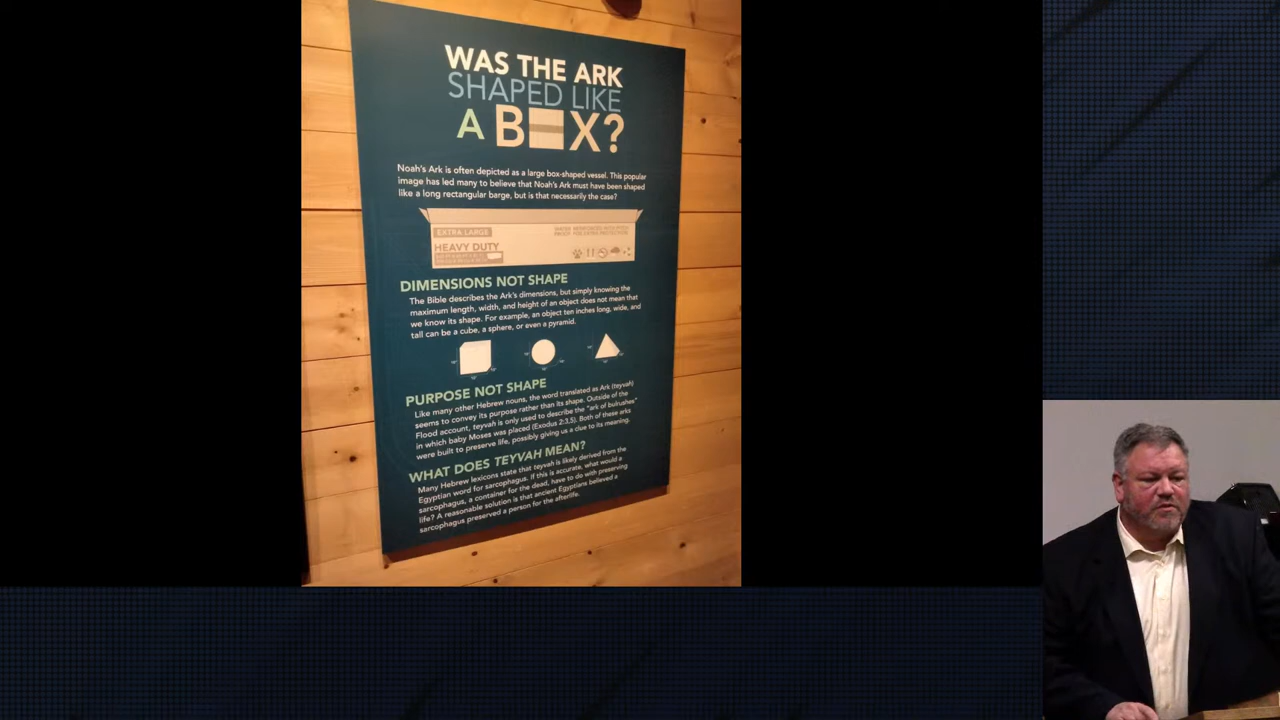 WAS THE ARK
SHAPED LIKE
A BOX?
Noah's Ark is often depicted as a large box-shaped vessel. This popular
image has led many to believe that Noah's Ark must have been shaped
like a long rectangular barge, but is that necessarily the case?
EXTRA LARGE
HEAVY DUTY
DIMENSIONS NOT SHAPE
The Bible describes the Ark's dimensions, but simply knowing the
maximum length, width, and height of an object does not mean that
we know its shape. For example, an object ten inches long, wide, and
tall can be a cube, a sphere, or even a pyramid.
PURPOSE NOT SHAPE
Like many other Hebrew nouns, the word translated as Ark (teyvah)
seems to convey its purpose rather than its shape. Outside of the
Flood account, teyvah is only used to describe the "ark of bulrushes"
in which baby Moses was placed (Exodus 2:3,5). Both of these arks
were built to preserve life, possibly giving us a clue to its meaning.
WHAT DOES TEYVAH MEAN?
Many Hebrew lexicons state that teyvah is likely derived from the
Egyptian word for sarcophagus. If this is accurate, what would a
sarcophagus, a container for the dead, have to do with preserving
life? A reasonable solution is that ancient Egyptians believed a
sarcophagus preserved a person for the afterlife.